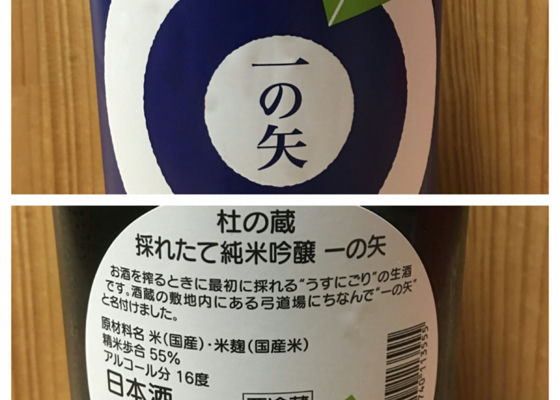 一の矢
杜の蔵
採れたて純米吟醸 一の矢
お酒を搾るときに最初に採れる“うすにごり”の生酒
です。酒蔵の敷地内にある弓道場にちなんで“一の矢”
と名付けました。
原材料名 米(国産)・米麹(国産米)
精米歩合 55%
アルコール分 16度
日本酒
740113555